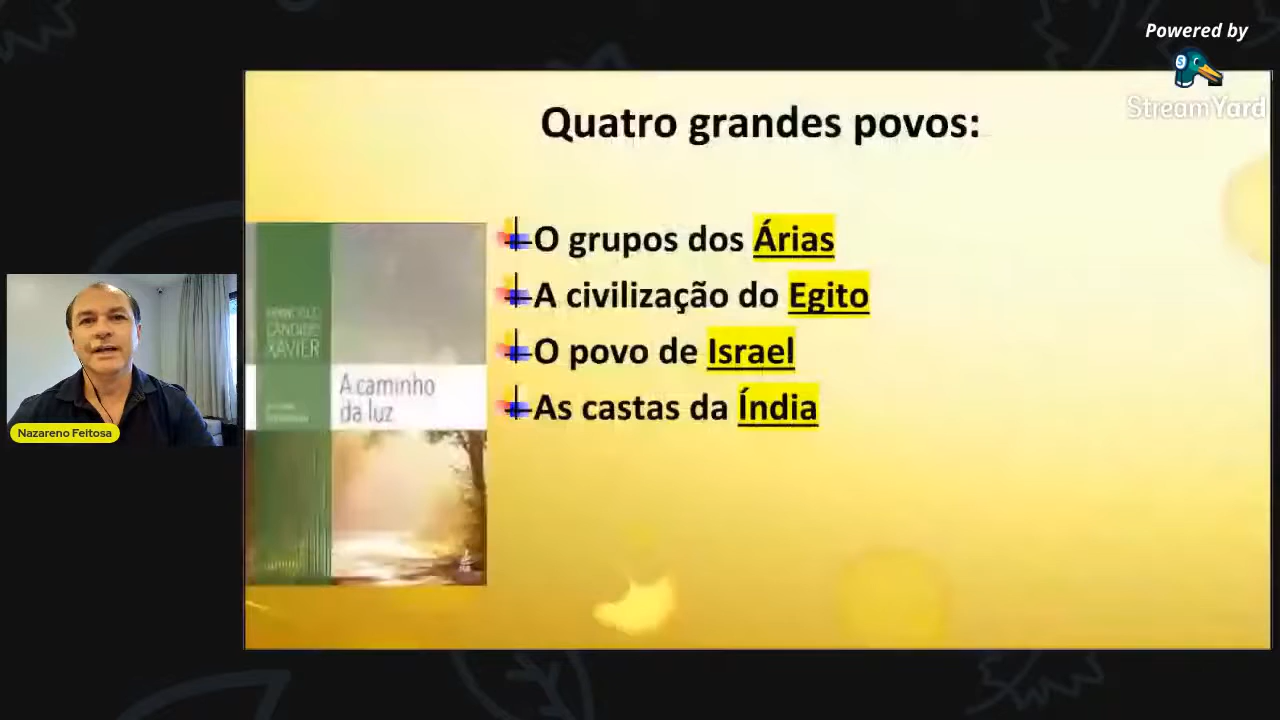 Powered by
StreamYard
Quatro grandes povos:
O grupos dos Árias
A civilização do Egito
O povo de Israel
As castas da Índia
FRANCISCO
CÂNDIDO
XAVIER
A caminho
da luz
Nazareno Feitosa